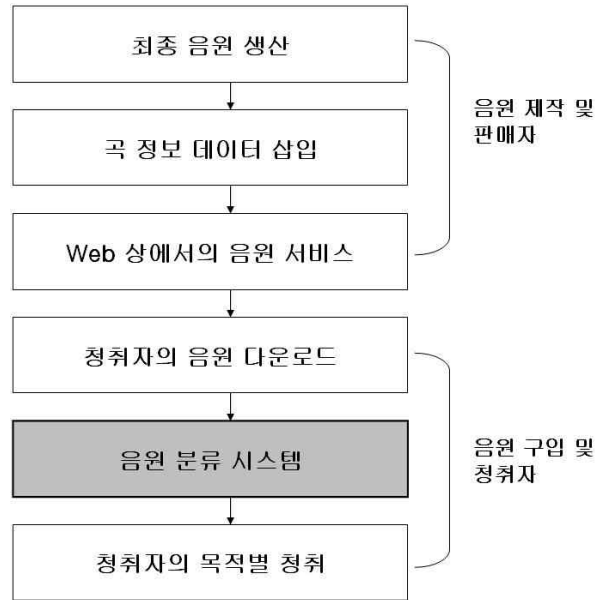 최종 음원 생산
음원 제작 및
판매자
곡 정보 데이터 삽입
Web 상에서의 음원 서비스
청취자의 음원 다운로드
음원 구입 및
청취자
음원 분류 시스템
청취자의 목적별 청취